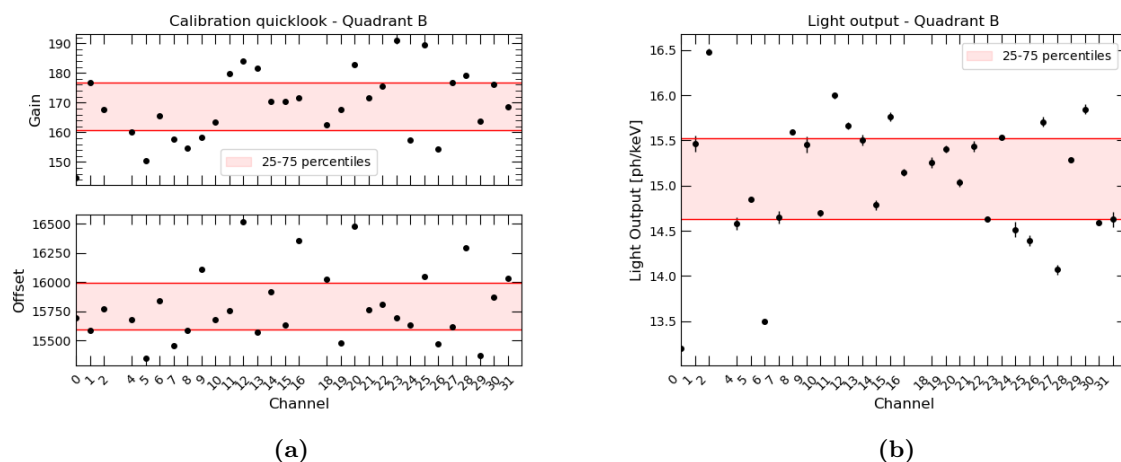 Calibration quicklook - Quadrant B
190
180
170
160
150
Gain
25-75 percentiles
16500
16250
16000
15750
15500
Offset
0 1 2 4 5 6 7 8 9 10 11 12 13 14 15 16 18 19 20 21 22 23 24 25 26 27 28 29 30 31
Channel
(a)
Light output - Quadrant B
25-75 percentiles
16.5
16.0
15.5
15.0
14.5
14.0
13.5
Light Output [ph/keV]
0 1 2 4 5 6 7 8 9 10 11 12 13 14 15 16 18 19 20 21 22 23 24 25 26 27 28 29 30 31
Channel
(b)